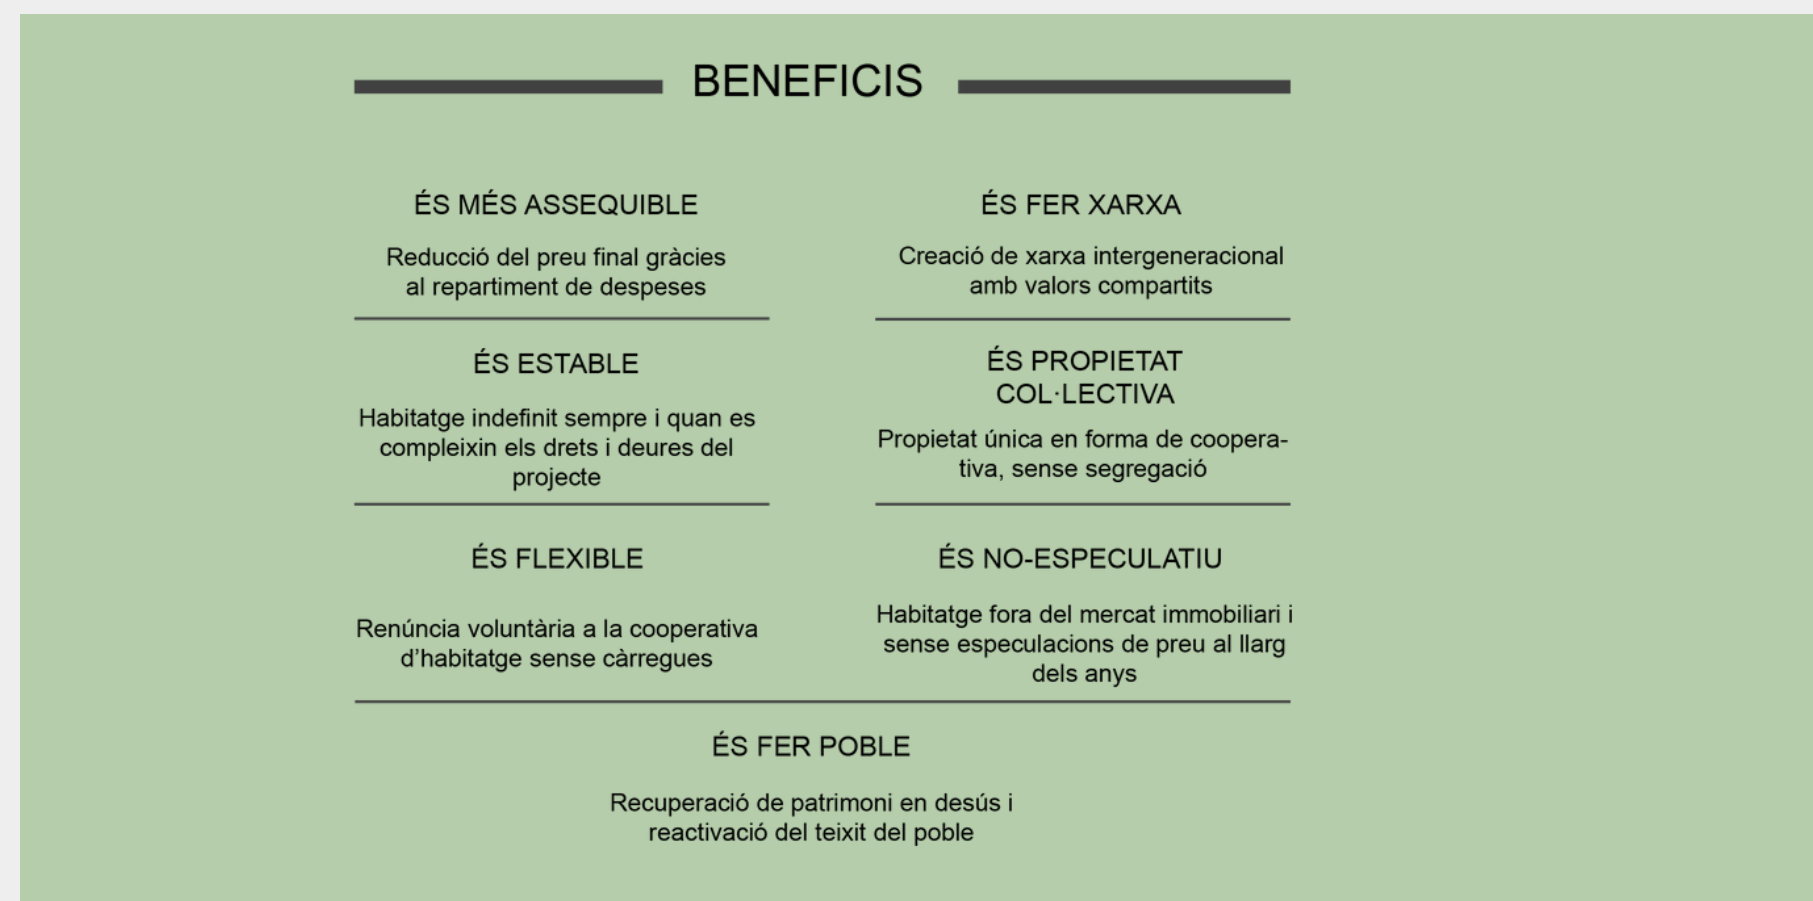 BENEFICIS
ÉS MÉS ASSEQUIBLE
Reducció del preu final gràcies
al repartiment de despeses
ÉS FER XARXA
Creació de xarxa intergeneracional
amb valors compartits
ÉS ESTABLE
Habitatge indefinit sempre i quan es
compleixin els drets i deures del
projecte
ÉS PROPIETAT
COL·LECTIVA
Propietat única en forma de coopera-
tiva, sense segregació
ÉS FLEXIBLE
Renúncia voluntària a la cooperativa
d’habitatge sense càrregues
ÉS NO-ESPECULATIU
Habitatge fora del mercat immobiliari i
sense especulacions de preu al llarg
dels anys
ÉS FER POBLE
Recuperació de patrimoni en desús i
reactivació del teixit del poble